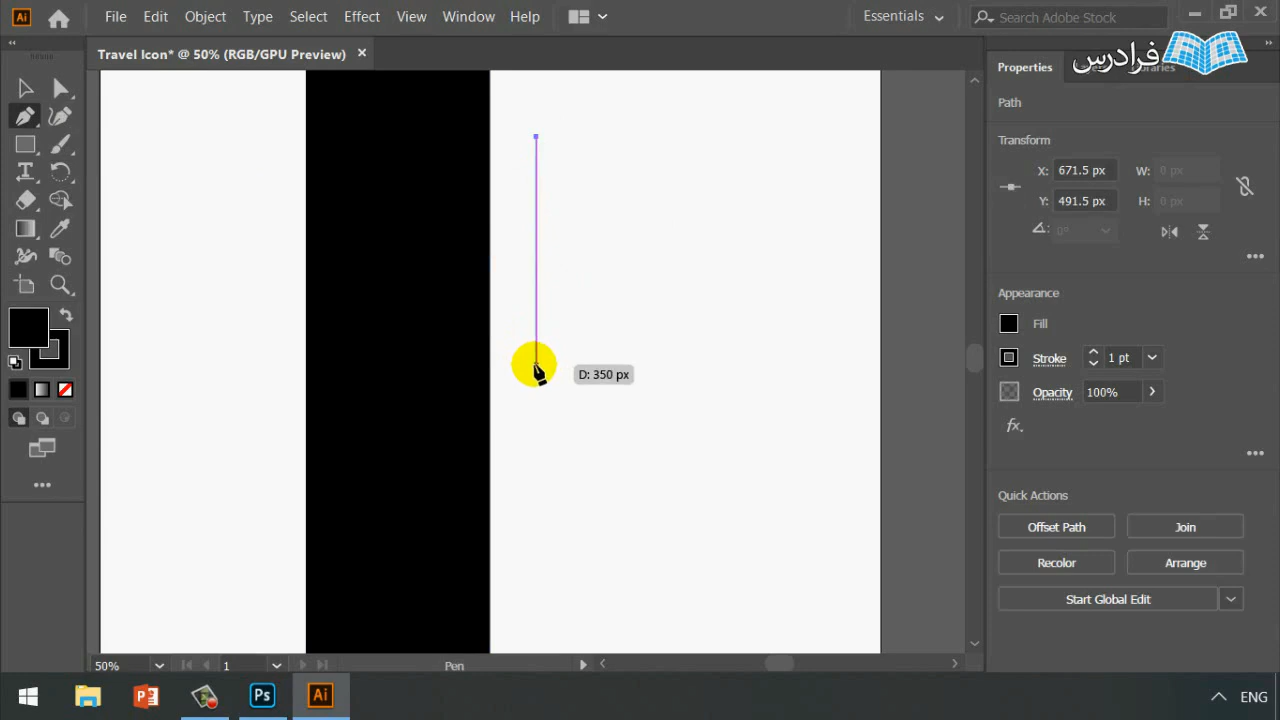 Ai File Edit Object Type Select Effect View Window Help Essentials Search Adobe Stock
Travel Icon* @ 50% (RGB/GPU Preview)
فرادرس
Properties
Path
Transform
X: 671.5 px W: 0 px
Y: 491.5 px H: 0 px
0°
Appearance
Fill
Stroke 1 pt
D: 350 px
Opacity 100%
fx.
Quick Actions
Offset Path Join
Recolor Arrange
Start Global Edit
50% 1 Pen
Ps Ai ENG